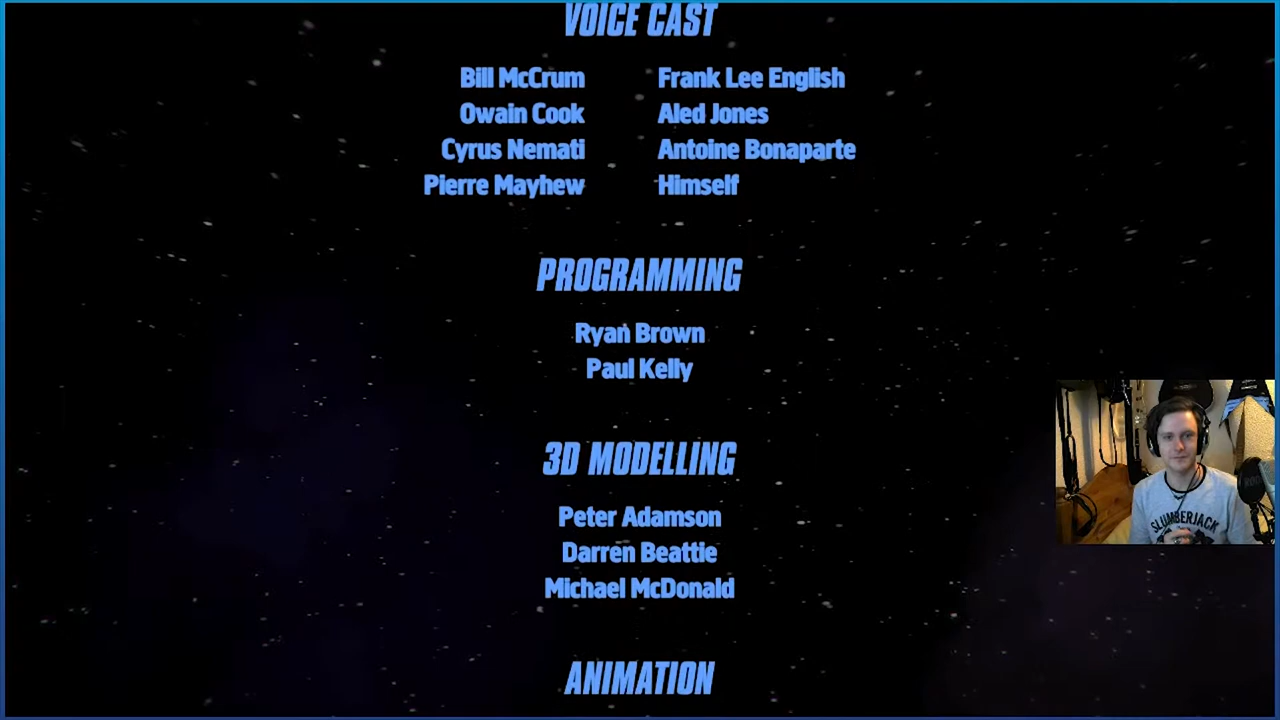 VOICE CAST
Bill McCrum Frank Lee English
Owain Cook Aled Jones
Cyrus Nemati Antoine Bonaparte
Pierre Mayhew Himself
PROGRAMMING
Ryan Brown
Paul Kelly
3D MODELLING
Peter Adamson
Darren Beattie
Michael McDonald
SLUMBERJACK
ANIMATION